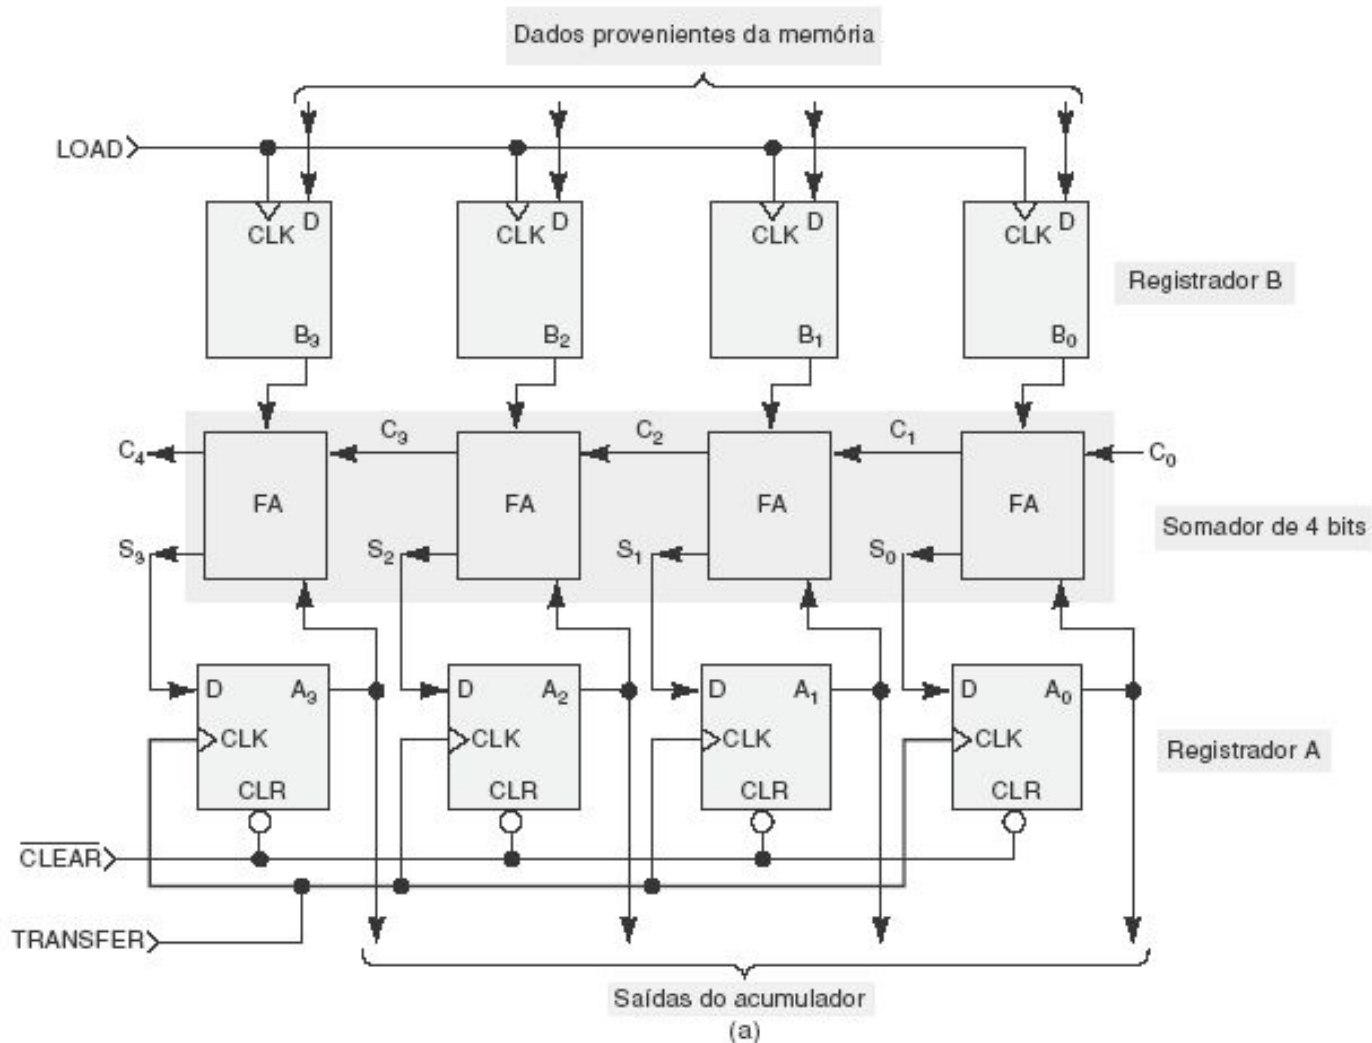 Dados provenientes da memória
LOAD
D D D D
CLK CLK CLK CLK
Registrador B
B₃ B₂ B₁ B₀
C₃ C₂ C₁
C₄ C₀
FA FA FA FA
Somador de 4 bits
S₃ S₂ S₁ S₀
D A₃ D A₂ D A₁ D A₀
CLK CLK CLK CLK
Registrador A
CLR CLR CLR CLR
CLEAR
TRANSFER
Saídas do acumulador
(a)